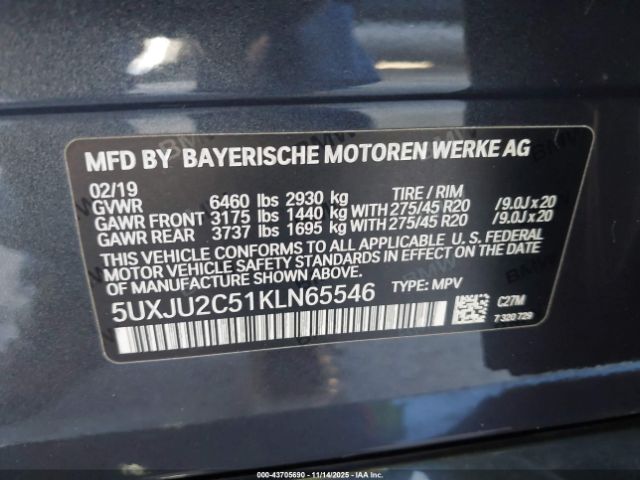 MFD BY BAYERISCHE MOTOREN WERKE AG
02/19
GVWR 6460 lbs 2930 kg TIRE / RIM
GAWR FRONT 3175 lbs 1440 kg WITH 275/45 R20 /9.0J x 20
GAWR REAR 3737 lbs 1695 kg WITH 275/45 R20 /9.0J x 20
THIS VEHICLE CONFORMS TO ALL APPLICABLE U. S. FEDERAL
MOTOR VEHICLE SAFETY STANDARDS IN EFFECT ON THE DATE
OF MANUFACTURE SHOWN ABOVE.
5UXJU2C51KLN65546 TYPE: MPV
C27M
7 320 729
© IAA - 43705690 - 11/14/2025 - IAAI.com